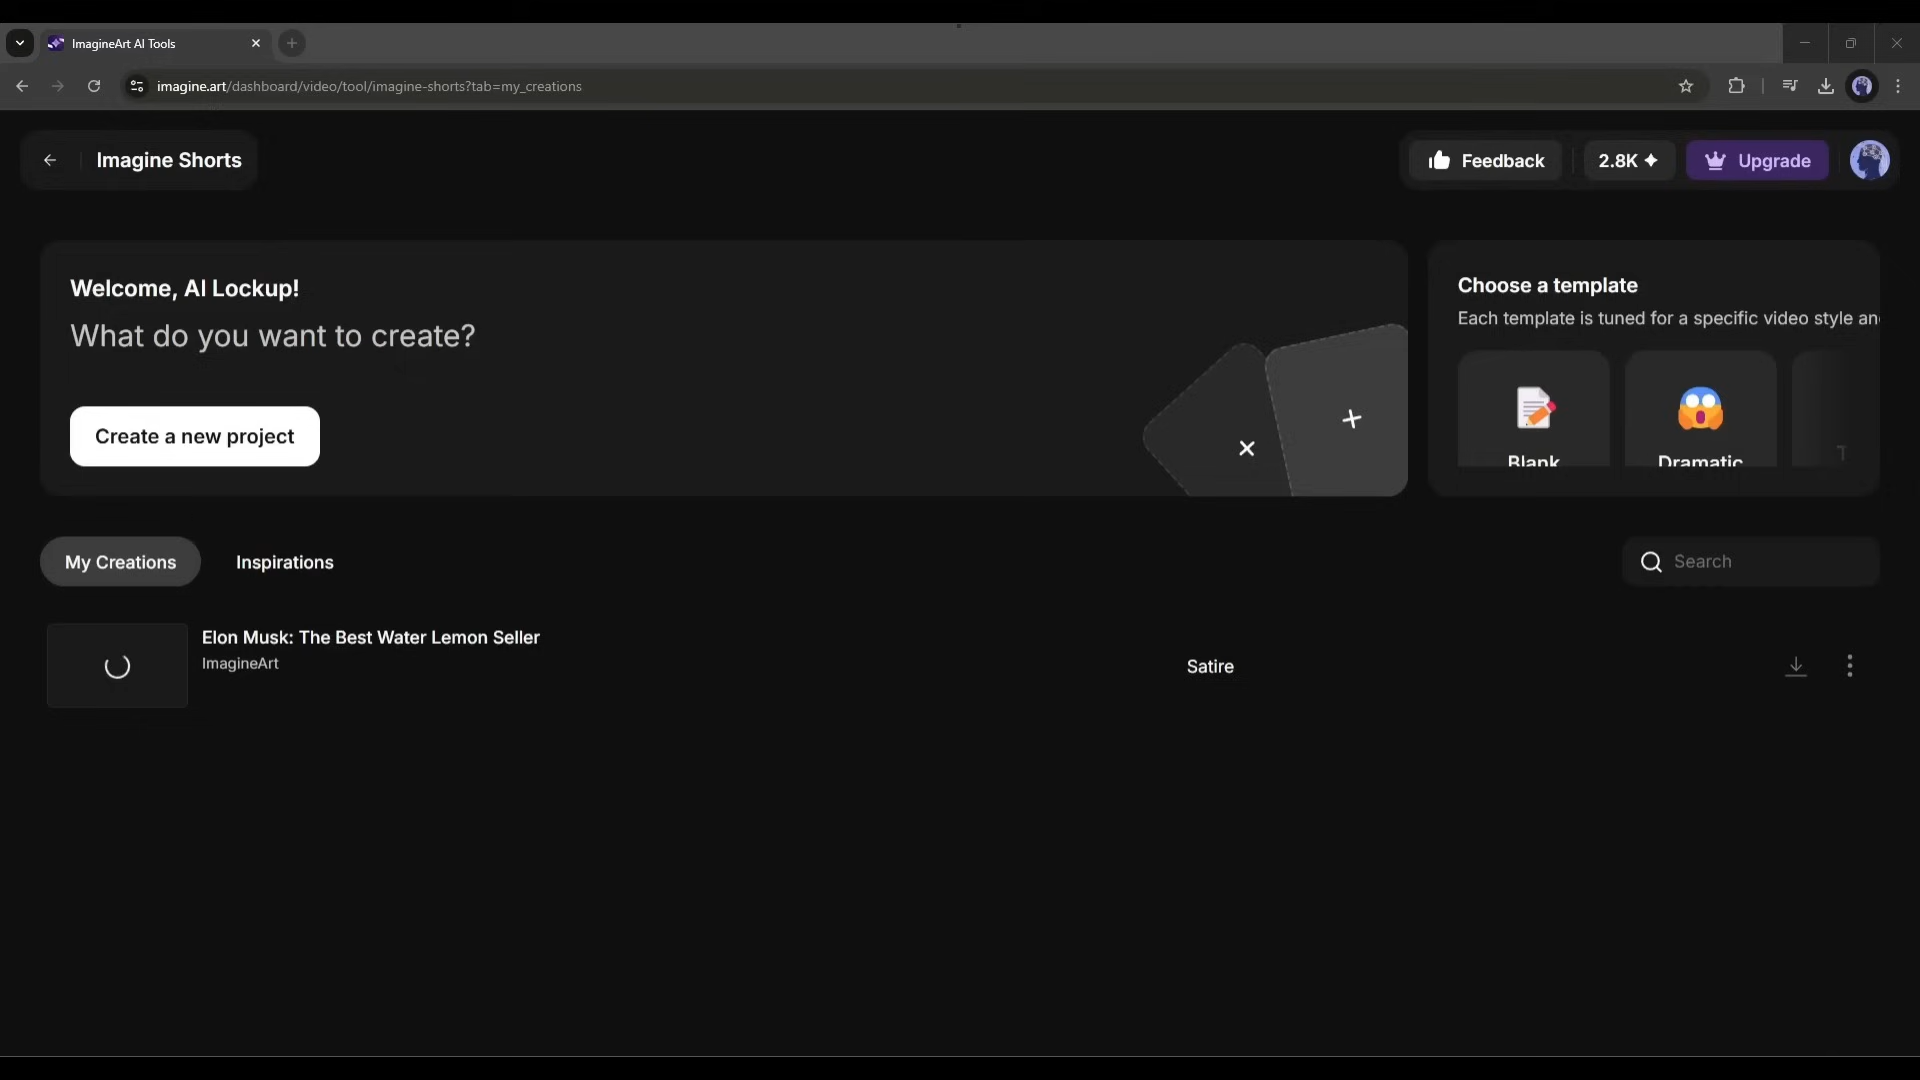 ImagineArt AI Tools
imagine.art/dashboard/video/tool/imagine-shorts?tab=my_creations
Imagine Shorts
Feedback
2.8K
Upgrade
Welcome, AI Lockup!
What do you want to create?
Create a new project
Choose a template
Each template is tuned for a specific video style an
Blank
Dramatic
T
My Creations
Inspirations
Search
Elon Musk: The Best Water Lemon Seller
ImagineArt
Satire